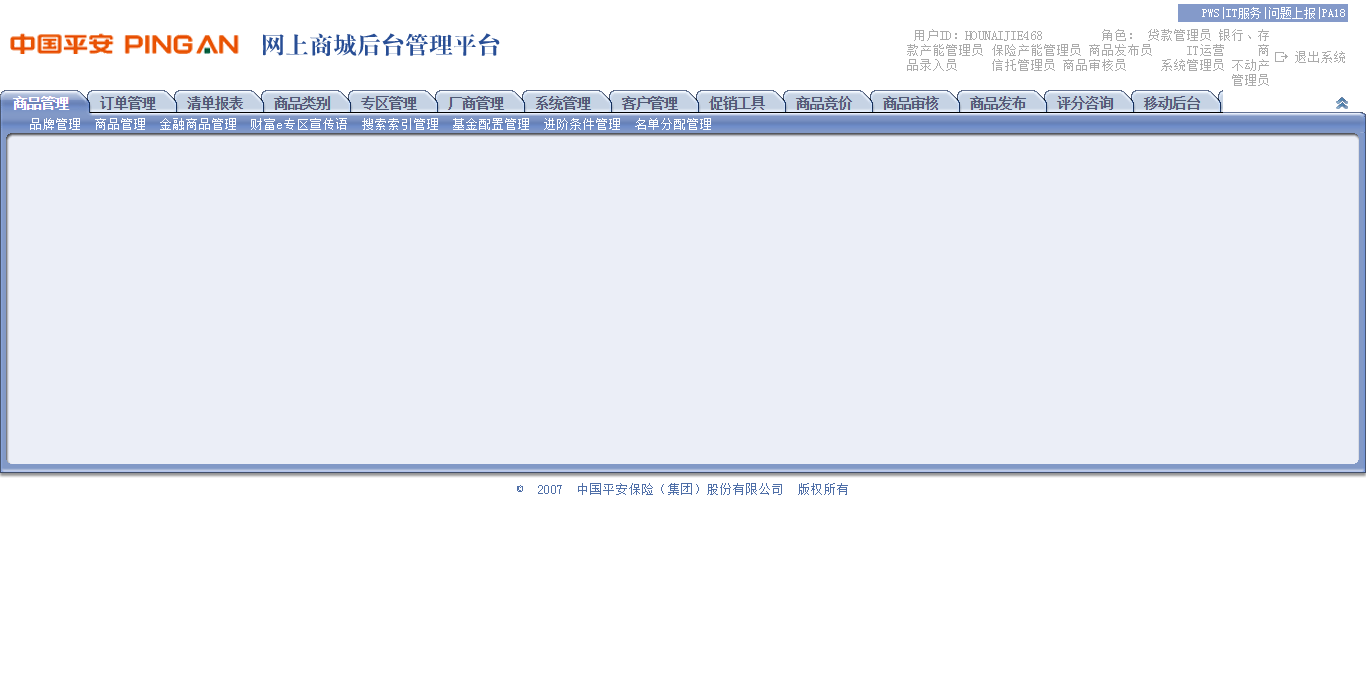 PWS|IT服务|问题上报|PA18
中国平安 PING AN 网上商城后台管理平台
用户ID: HOUNAIJIE468 角色: 贷款管理员 银行、存
款产能管理员 保险产能管理员 商品发布员 IT运营 商
品录入员 信托管理员 商品审核员 系统管理员 不动产
管理员
退出系统
商品管理 订单管理 清单报表 商品类别 专区管理 厂商管理 系统管理 客户管理 促销工具 商品竞价 商品审核 商品发布 评分咨询 移动后台
品牌管理 商品管理 金融商品管理 财富e专区宣传语 搜索索引管理 基金配置管理 进阶条件管理 名单分配管理
© 2007 中国平安保险（集团）股份有限公司 版权所有